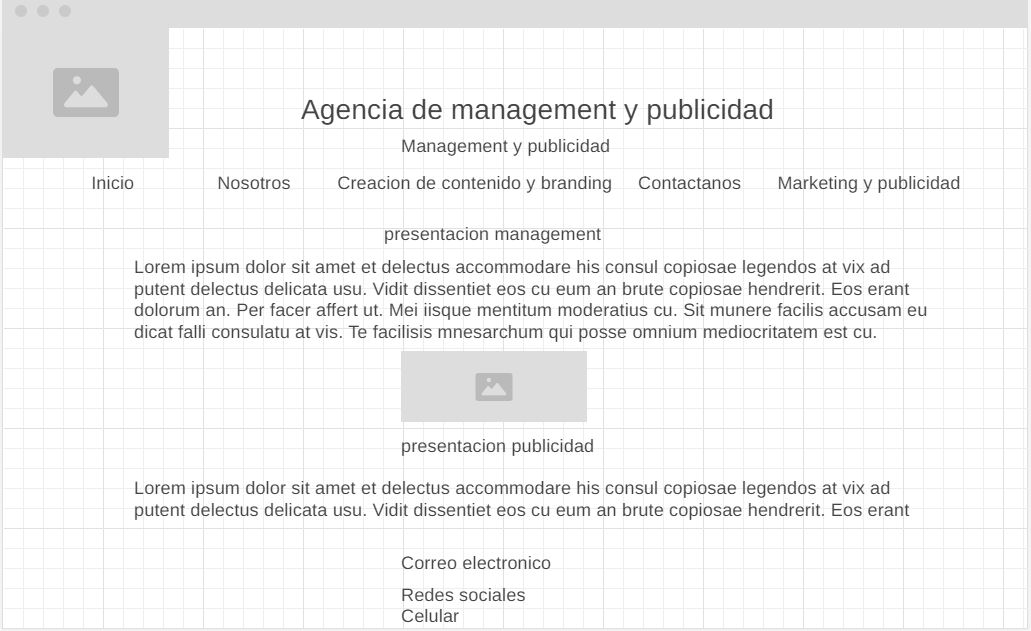 Agencia de management y publicidad
Management y publicidad
Inicio Nosotros Creacion de contenido y branding Contactanos Marketing y publicidad
presentacion management
Lorem ipsum dolor sit amet et delectus accommodare his consul copiosae legendos at vix ad
putent delectus delicata usu. Vidit dissentiet eos cu eum an brute copiosae hendrerit. Eos erant
dolorum an. Per facer affert ut. Mei iisque mentitum moderatius cu. Sit munere facilis accusam eu
dicat falli consulatu at vis. Te facilisis mnesarchum qui posse omnium mediocritatem est cu.
presentacion publicidad
Lorem ipsum dolor sit amet et delectus accommodare his consul copiosae legendos at vix ad
putent delectus delicata usu. Vidit dissentiet eos cu eum an brute copiosae hendrerit. Eos erant
Correo electronico
Redes sociales
Celular